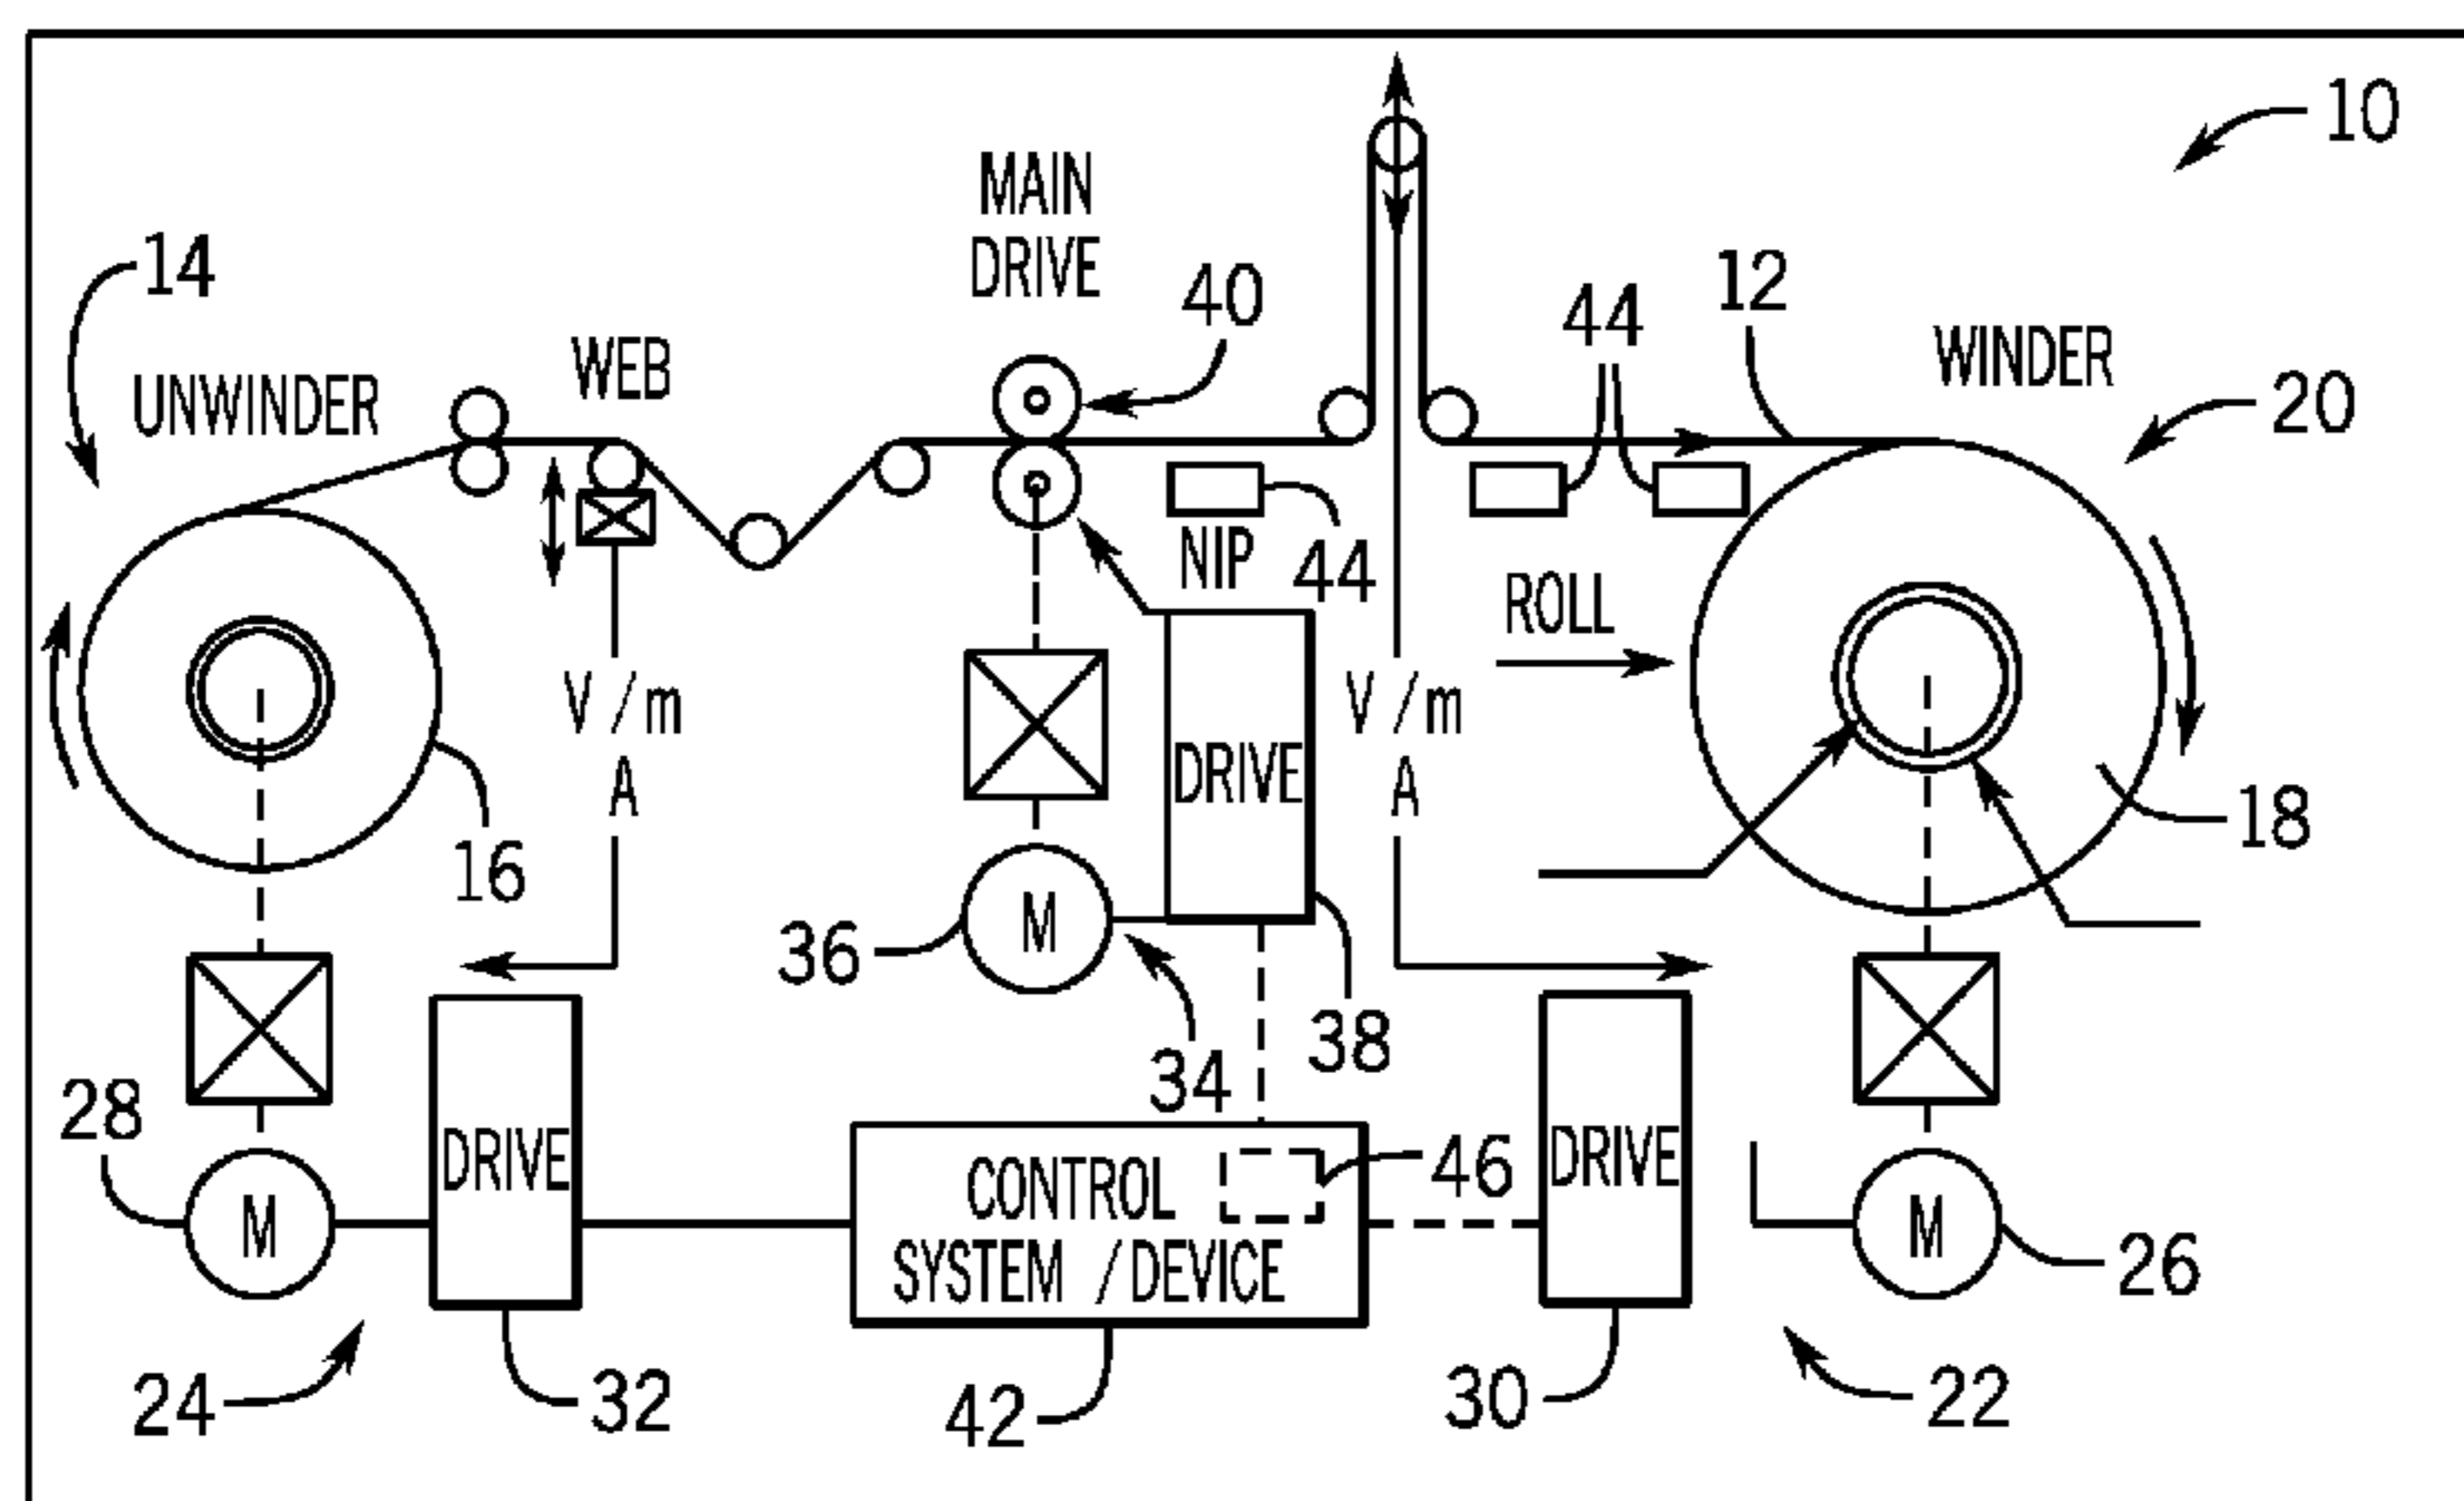 10
MAIN
DRIVE
14
40
12
44
WINDER
UNWINDER
WEB
20
NIP
44
ROLL
V/m
A
V/m
A
DRIVE
16
18
36
M
38
34
28
DRIVE
CONTROL
SYSTEM/DEVICE
46
DRIVE
M
M
26
24
32
42
30
22